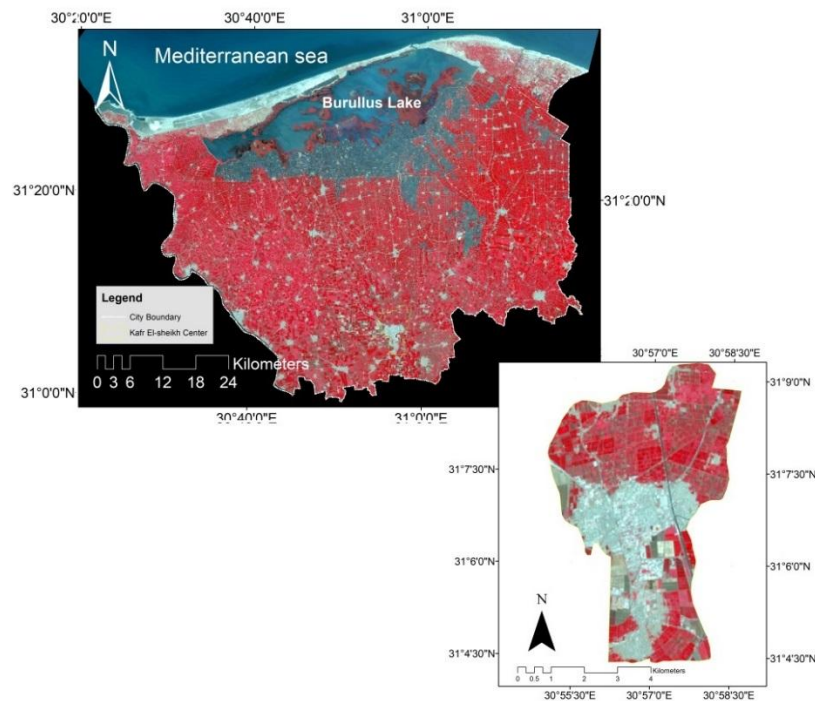 30°20'0"E 30°40'0"E 31°0'0"E
N
Mediterranean sea
Burullus Lake
31°20'0"N
31°20'0"N
Legend
City Boundary
Kafr El-sheikh Center
Kilometers
0 3 6 12 18 24
31°0'0"N
30°40'0"E 31°0'0"E
30°57'0"E 30°58'30"E
31°9'0"N
31°7'30"N 31°7'30"N
31°6'0"N 31°6'0"N
N
31°4'30"N 31°4'30"N
Kilometers
0 0.5 1 2 3 4
30°55'30"E 30°57'0"E 30°58'30"E